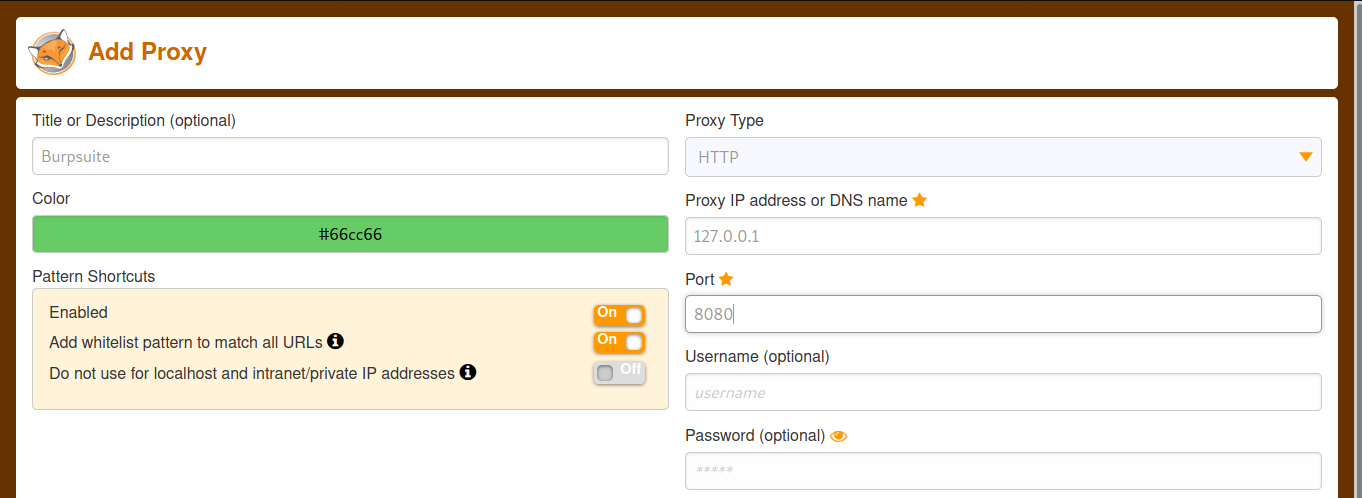 Add Proxy
Title or Description (optional)
Burpsuite
Color
#66cc66
Pattern Shortcuts
Enabled On
Add whitelist pattern to match all URLs On
Do not use for localhost and intranet/private IP addresses Off
Proxy Type
HTTP
Proxy IP address or DNS name
127.0.0.1
Port
8080
Username (optional)
username
Password (optional)
*****